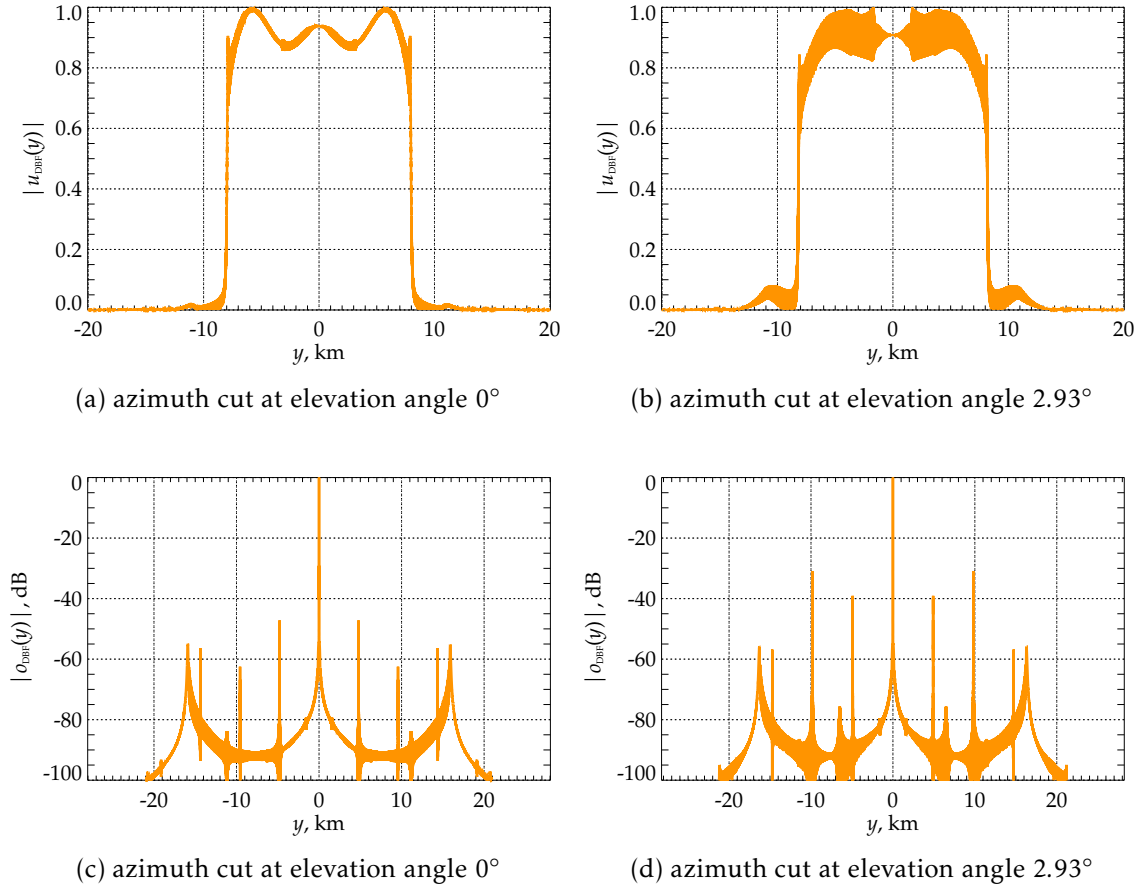 1.0 0.8 0.6 0.4 0.2 0.0
| u_DBF(y) |
-20 -10 0 10 20
y, km
1.0 0.8 0.6 0.4 0.2 0.0
| u_DBF(y) |
-20 -10 0 10 20
y, km
(a) azimuth cut at elevation angle 0°
(b) azimuth cut at elevation angle 2.93°
0 -20 -40 -60 -80 -100
| o_DBF(y) | , dB
-20 -10 0 10 20
y, km
0 -20 -40 -60 -80 -100
| o_DBF(y) | , dB
-20 -10 0 10 20
y, km
(c) azimuth cut at elevation angle 0°
(d) azimuth cut at elevation angle 2.93°